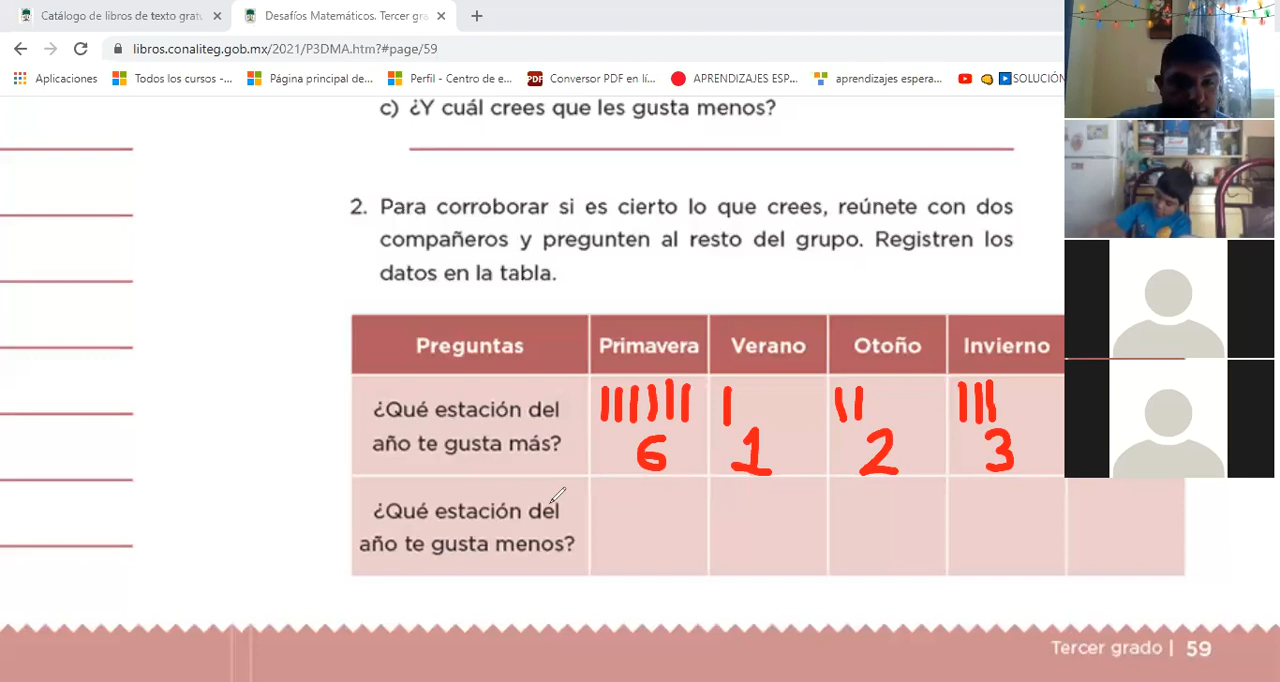 Catálogo de libros de texto gratu
Desafíos Matemáticos. Tercer gra
libros.conaliteg.gob.mx/2021/P3DMA.htm?#page/59
Aplicaciones
Todos los cursos -...
Página principal de...
Perfil - Centro de e...
PDF
Conversor PDF en lí...
APRENDIZAJES ESP...
aprendizajes espera...
SOLUCIÓN
c) ¿Y cuál crees que les gusta menos?
2. Para corroborar si es cierto lo que crees, reúnete con dos
compañeros y pregunten al resto del grupo. Registren los
datos en la tabla.
Preguntas Primavera Verano Otoño Invierno
¿Qué estación del
año te gusta más?
6 1 2 3
¿Qué estación del
año te gusta menos?
Tercer grado | 59